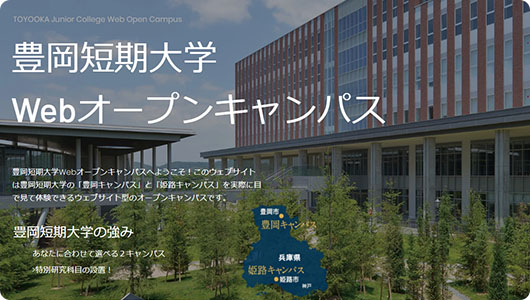 TOYOOKA Junior College Web Open Campus
豊岡短期大学
Webオープンキャンパス
豊岡短期大学Webオープンキャンパスへようこそ！このウェブサイト
は豊岡短期大学の「豊岡キャンパス」と「姫路キャンパス」を実際に目
で見て体験できるウェブサイト型のオープンキャンパスです。
豊岡短期大学の強み
あなたに合わせて選べる２キャンパス
特別研究科目の設置！
豊岡市
豊岡キャンパス
兵庫県
姫路キャンパス
姫路市
神戸